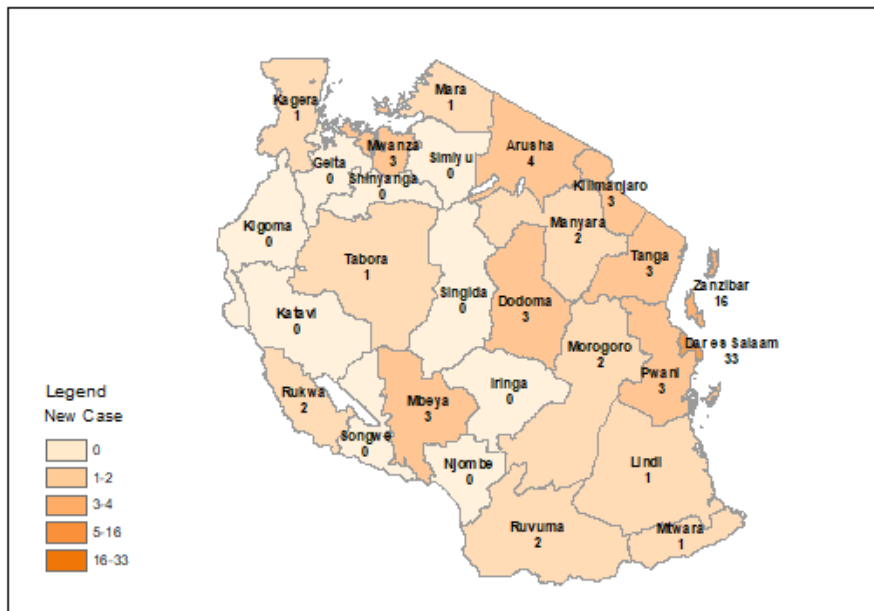 Kagera
1
Mara
1
Mwanza
3
Simiyu
0
Arusha
4
Geita
0
Shinyanga
0
Kilimanjaro
3
Kigoma
0
Manyara
2
Tabora
1
Tanga
3
Singida
0
Dodoma
3
Zanzibar
16
Katavi
0
Dar es Salaam
33
Morogoro
2
Pwani
3
Rukwa
2
Mbeya
3
Iringa
0
Songwe
0
Njombe
0
Lindi
1
Ruvuma
2
Mtwara
1
Legend
New Case
0
1-2
3-4
5-16
16-33